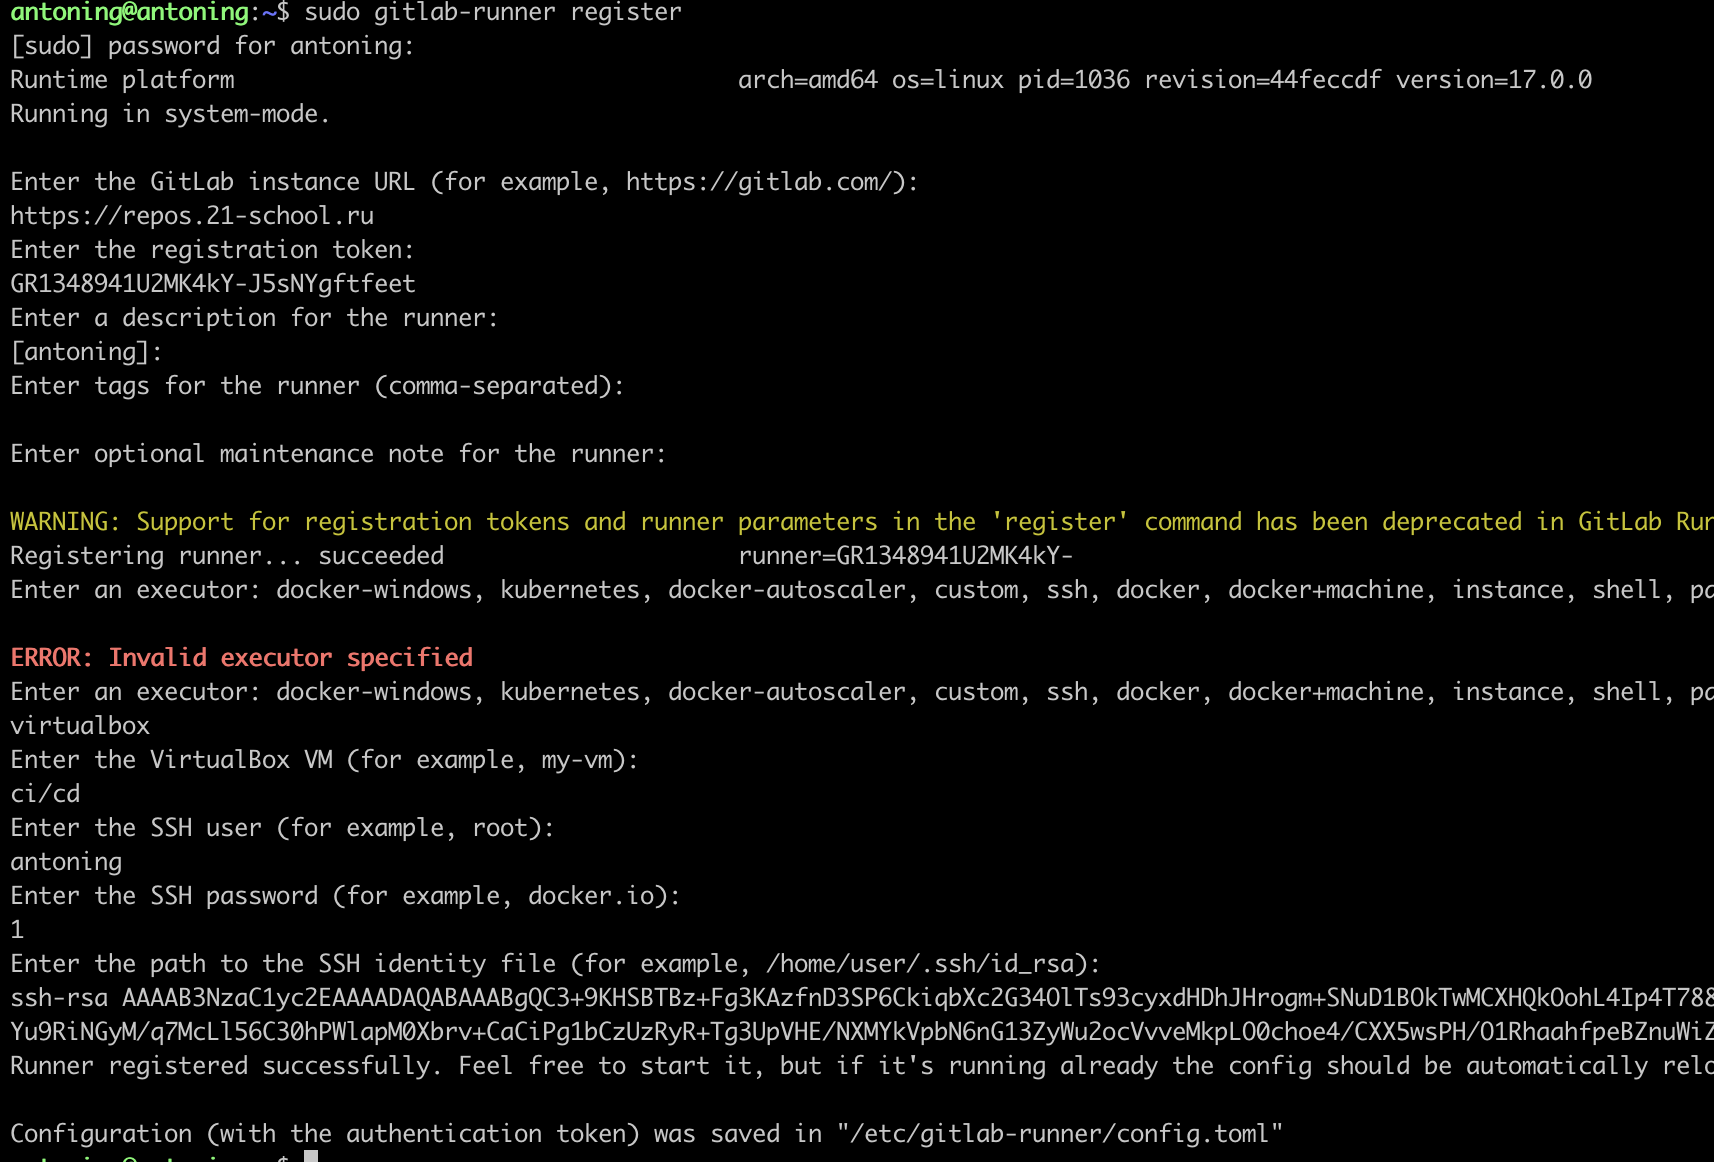 antoning@antoning:~$ sudo gitlab-runner register
[sudo] password for antoning:
Runtime platform arch=amd64 os=linux pid=1036 revision=44feccdf version=17.0.0
Running in system-mode.
Enter the GitLab instance URL (for example, https://gitlab.com/):
https://repos.21-school.ru
Enter the registration token:
GR1348941U2MK4kY-J5sNYgftfeet
Enter a description for the runner:
[antoning]:
Enter tags for the runner (comma-separated):
Enter optional maintenance note for the runner:
WARNING: Support for registration tokens and runner parameters in the 'register' command has been deprecated in GitLab Run
Registering runner... succeeded runner=GR1348941U2MK4kY-
Enter an executor: docker-windows, kubernetes, docker-autoscaler, custom, ssh, docker, docker+machine, instance, shell, pa
ERROR: Invalid executor specified
Enter an executor: docker-windows, kubernetes, docker-autoscaler, custom, ssh, docker, docker+machine, instance, shell, pa
virtualbox
Enter the VirtualBox VM (for example, my-vm):
ci/cd
Enter the SSH user (for example, root):
antoning
Enter the SSH password (for example, docker.io):
1
Enter the path to the SSH identity file (for example, /home/user/.ssh/id_rsa):
ssh-rsa AAAAB3NzaC1yc2EAAAADAQABAAABgQC3+9KHSBTBz+Fg3KAzfnD3SP6CkiqbXc2G34OlTs93cyxdHDhJHrogm+SNuD1BOkTwMCXHQkOohL4Ip4T788
Yu9RiNGyM/q7McLl56C30hPWlapM0Xbrv+CaCiPg1bCzUzRyR+Tg3UpVHE/NXMYkVpbN6nG13ZyWu2ocVvveMkpLO0choe4/CXX5wsPH/O1RhaahfpeBZnuWiZ
Runner registered successfully. Feel free to start it, but if it's running already the config should be automatically relo
Configuration (with the authentication token) was saved in "/etc/gitlab-runner/config.toml"